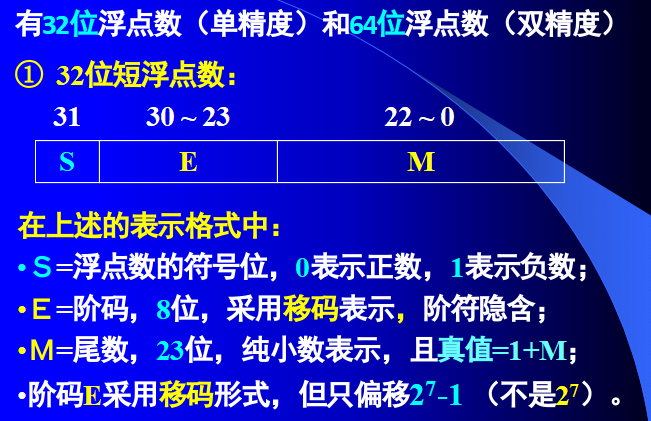 有32位浮点数（单精度）和64位浮点数（双精度）
① 32位短浮点数：
31 30 ~ 23 22 ~ 0
S E M
在上述的表示格式中：
•S=浮点数的符号位，0表示正数，1表示负数；
•E=阶码，8位，采用移码表示，阶符隐含；
•M=尾数，23位，纯小数表示，且真值=1+M；
•阶码E采用移码形式，但只偏移2⁷-1 （不是2⁷）。